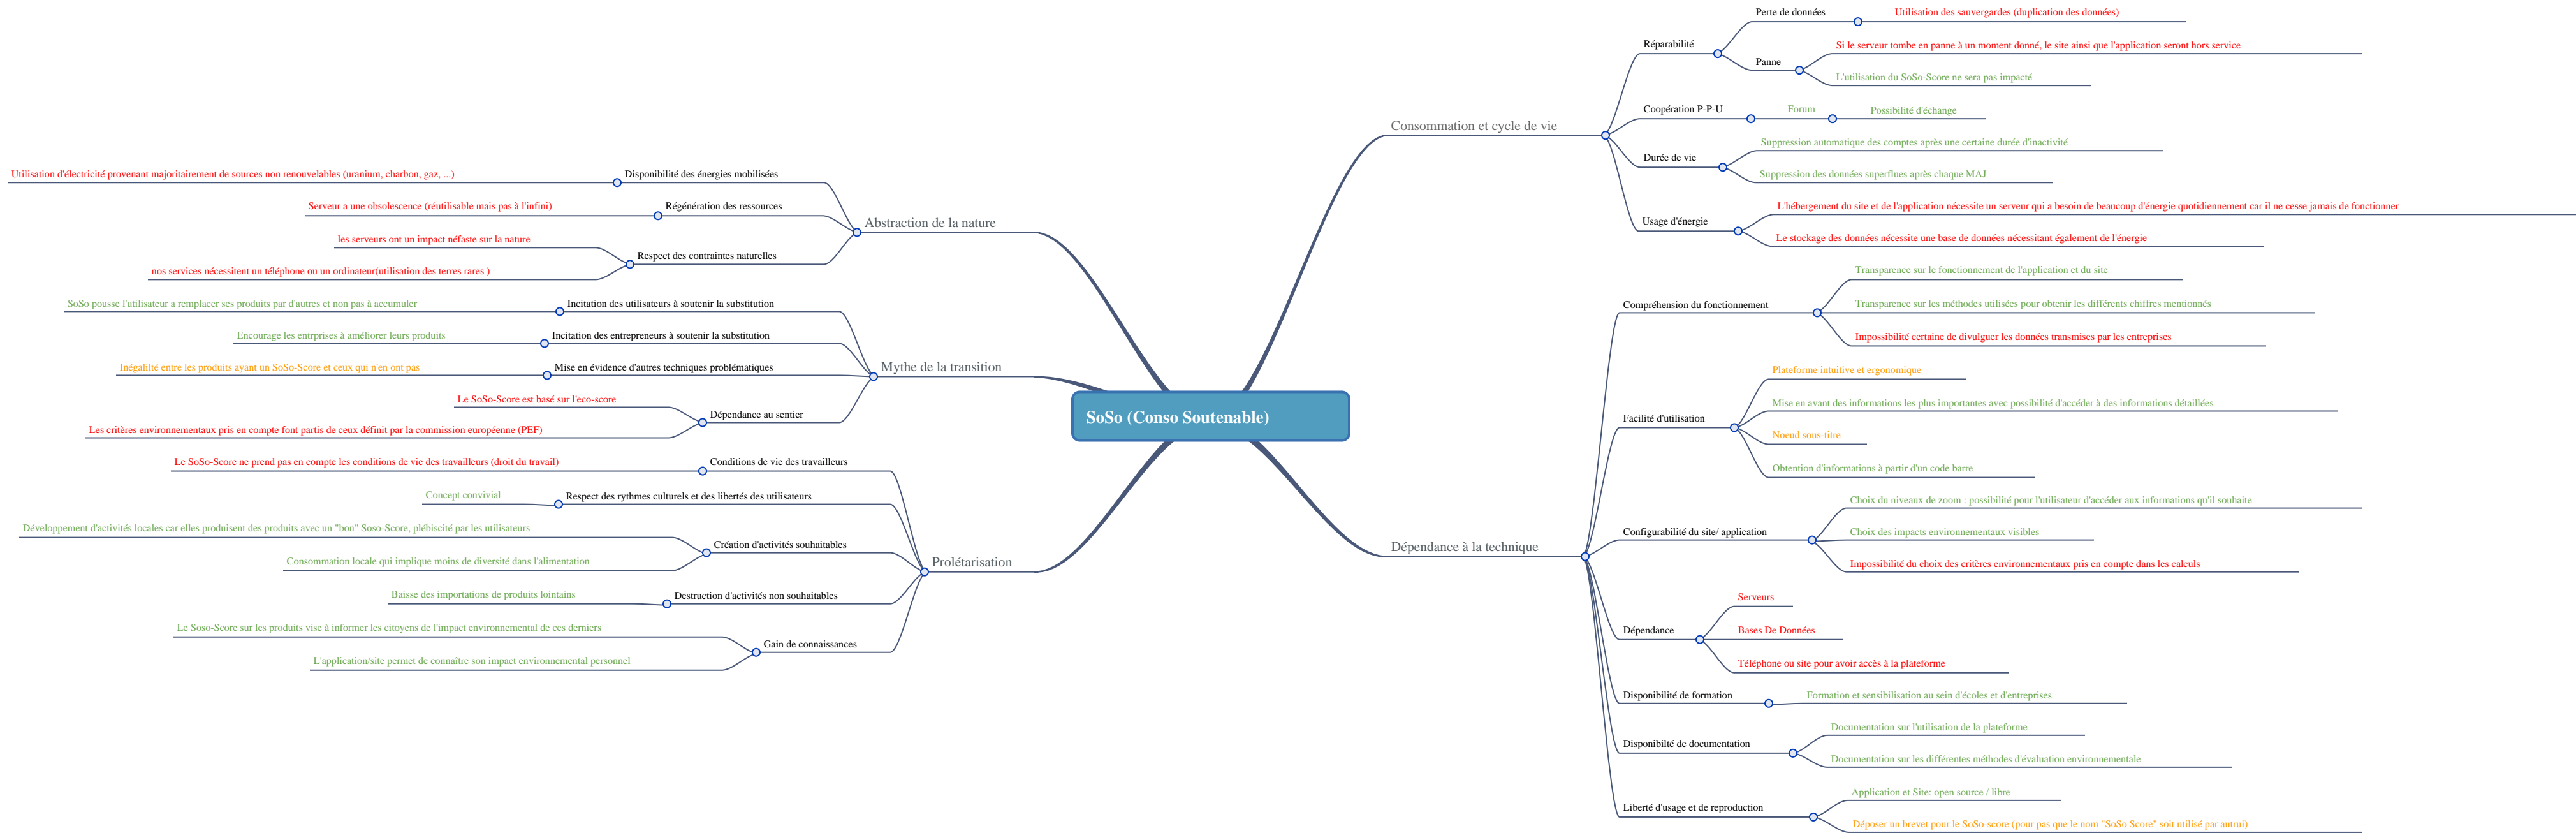 SoSo (Conso Soutenable)
Consommation et cycle de vie
Réparabilité
Perte de données
Utilisation des sauvergardes (duplication des données)
Panne
Si le serveur tombe en panne à un moment donné, le site ainsi que l'application seront hors service
L'utilisation du SoSo-Score ne sera pas impacté
Coopération P-P-U
Forum
Possibilité d'échange
Durée de vie
Suppression automatique des comptes après une certaine durée d'inactivité
Suppression des données superflues après chaque MAJ
Usage d'énergie
L'hébergement du site et de l'application nécessite un serveur qui a besoin de beaucoup d'énergie quotidiennement car il ne cesse jamais de fonctionner
Le stockage des données nécessite une base de données nécessitant également de l'énergie
Dépendance à la technique
Compréhension du fonctionnement
Transparence sur le fonctionnement de l'application et du site
Transparence sur les méthodes utilisées pour obtenir les différents chiffres mentionnés
Impossibilité certaine de divulguer les données transmises par les entreprises
Facilité d'utilisation
Plateforme intuitive et ergonomique
Mise en avant des informations les plus importantes avec possibilité d'accéder à des informations détaillées
Noeud sous-titre
Obtention d'informations à partir d'un code barre
Configurabilité du site/ application
Choix du niveaux de zoom : possibilité pour l'utilisateur d'accéder aux informations qu'il souhaite
Choix des impacts environnementaux visibles
Impossibilité du choix des critères environnementaux pris en compte dans les calculs
Dépendance
Serveurs
Bases De Données
Téléphone ou site pour avoir accès à la plateforme
Disponibilité de formation
Formation et sensibilisation au sein d'écoles et d'entreprises
Disponibilté de documentation
Documentation sur l'utilisation de la plateforme
Documentation sur les différentes méthodes d'évaluation environnementale
Liberté d'usage et de reproduction
Application et Site: open source / libre
Déposer un brevet pour le SoSo-score (pour pas que le nom "SoSo Score" soit utilisé par autrui)
Abstraction de la nature
Disponibilité des énergies mobilisées
Utilisation d'électricité provenant majoritairement de sources non renouvelables (uranium, charbon, gaz, ...)
Régénération des ressources
Serveur a une obsolescence (réutilisable mais pas à l'infini)
Respect des contraintes naturelles
les serveurs ont un impact néfaste sur la nature
nos services nécessitent un téléphone ou un ordinateur(utilisation des terres rares )
Mythe de la transition
Incitation des utilisateurs à soutenir la substitution
SoSo pousse l'utilisateur a remplacer ses produits par d'autres et non pas à accumuler
Incitation des entrepreneurs à soutenir la substitution
Encourage les entrprises à améliorer leurs produits
Mise en évidence d'autres techniques problématiques
Inégalilté entre les produits ayant un SoSo-Score et ceux qui n'en ont pas
Dépendance au sentier
Le SoSo-Score est basé sur l'eco-score
Les critères environnementaux pris en compte font partis de ceux définit par la commission européenne (PEF)
Prolétarisation
Conditions de vie des travailleurs
Le SoSo-Score ne prend pas en compte les conditions de vie des travailleurs (droit du travail)
Respect des rythmes culturels et des libertés des utilisateurs
Concept convivial
Création d'activités souhaitables
Développement d'activités locales car elles produisent des produits avec un "bon" Soso-Score, plébiscité par les utilisateurs
Consommation locale qui implique moins de diversité dans l'alimentation
Destruction d'activités non souhaitables
Baisse des importations de produits lointains
Gain de connaissances
Le Soso-Score sur les produits vise à informer les citoyens de l'impact environnemental de ces derniers
L'application/site permet de connaître son impact environnemental personnel